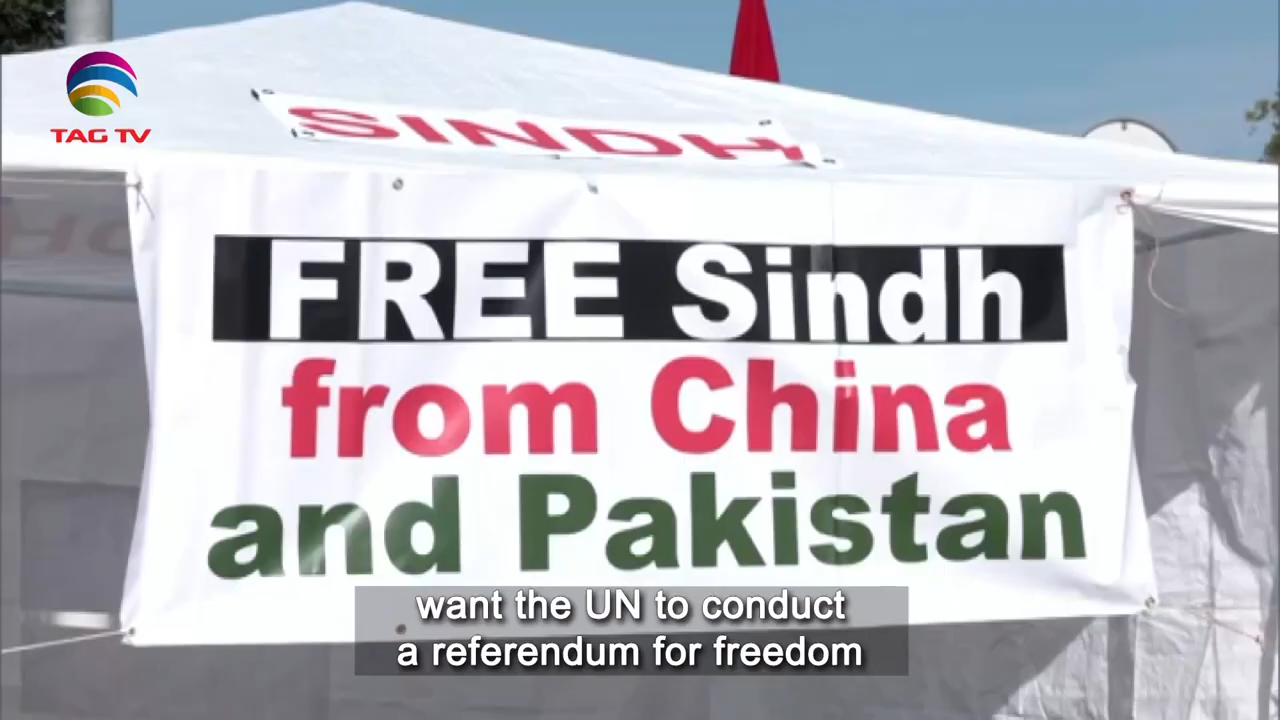 TAG TV
SINDH
FREE Sindh
from China
and Pakistan
want the UN to conduct
a referendum for freedom